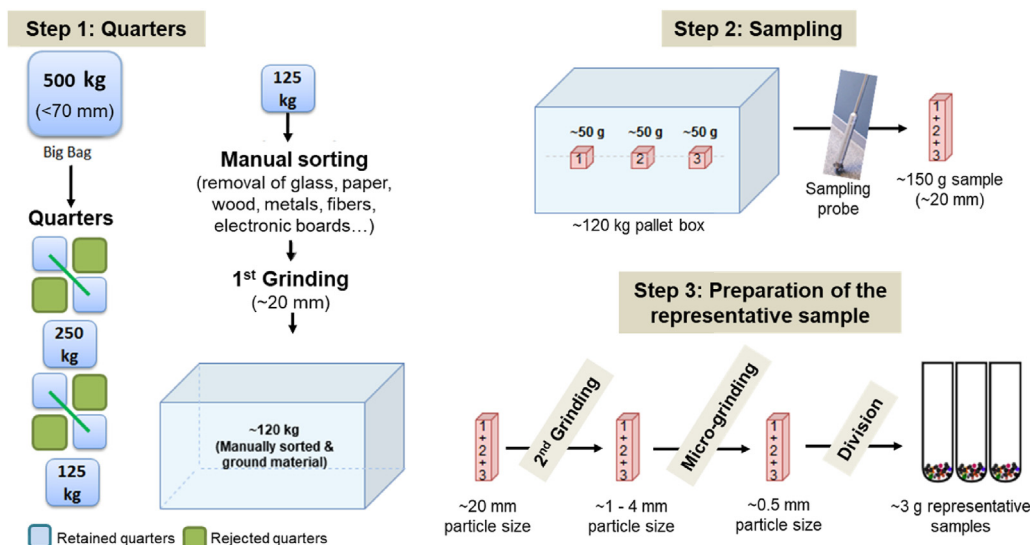 Step 1: Quarters
500 kg
(<70 mm)
Big Bag
Quarters
250
kg
125
kg
Retained quarters
Rejected quarters
125
kg
Manual sorting
(removal of glass, paper,
wood, metals, fibers,
electronic boards...)
1st Grinding
(~20 mm)
~120 kg
(Manually sorted &
ground material)
Step 2: Sampling
~50 g
~50 g
~50 g
1
2
3
~120 kg pallet box
Sampling
probe
1
+
2
+
3
~150 g sample
(~20 mm)
Step 3: Preparation of the
representative sample
1
+
2
+
3
~20 mm
particle size
2nd Grinding
1
+
2
+
3
~1 - 4 mm
particle size
Micro-grinding
1
+
2
+
3
~0.5 mm
particle size
Division
~3 g representative
samples